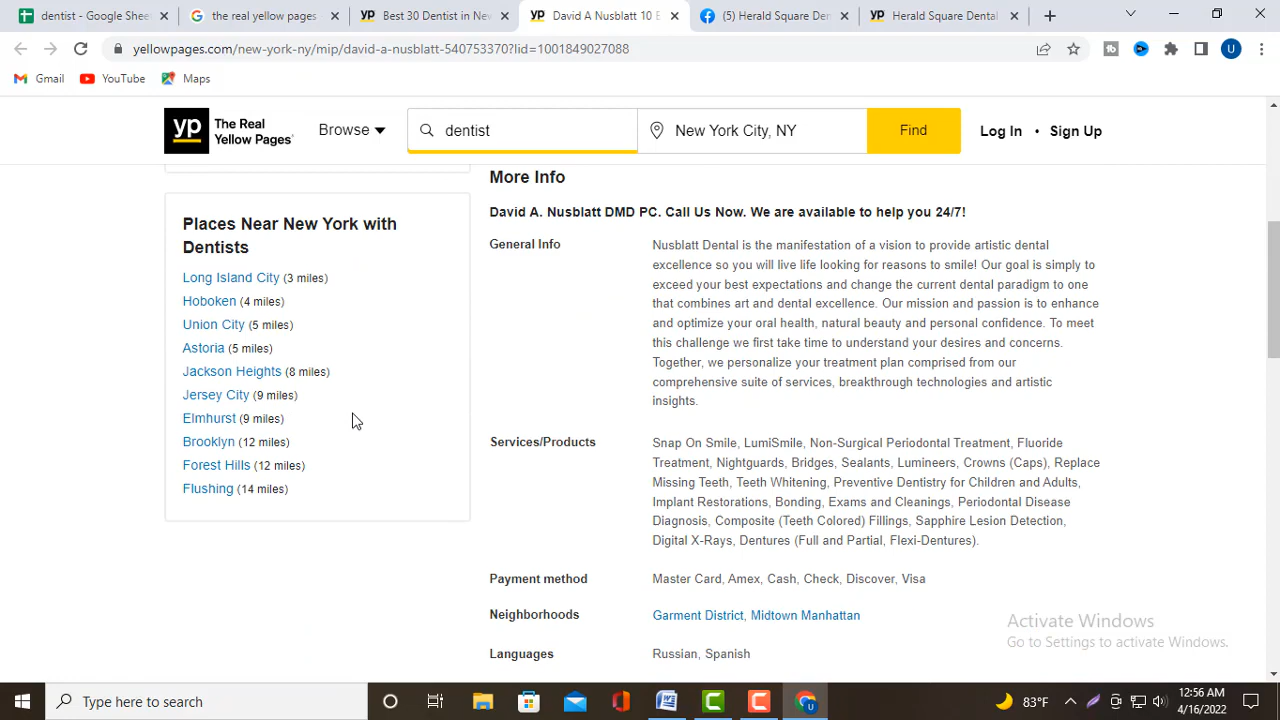 dentist - Google Shee
the real yellow pages
Best 30 Dentist in Nev
David A Nusblatt 10 E
(5) Herald Square Den
Herald Square Dental
yellowpages.com/new-york-ny/mip/david-a-nusblatt-540753370?lid=1001849027088
U
Gmail
YouTube
Maps
yp
The Real
Yellow Pages
Browse
dentist
New York City, NY
Find
Log In • Sign Up
Places Near New York with
Dentists
Long Island City (3 miles)
Hoboken (4 miles)
Union City (5 miles)
Astoria (5 miles)
Jackson Heights (8 miles)
Jersey City (9 miles)
Elmhurst (9 miles)
Brooklyn (12 miles)
Forest Hills (12 miles)
Flushing (14 miles)
More Info
David A. Nusblatt DMD PC. Call Us Now. We are available to help you 24/7!
General Info
Nusblatt Dental is the manifestation of a vision to provide artistic dental
excellence so you will live life looking for reasons to smile! Our goal is simply to
exceed your best expectations and change the current dental paradigm to one
that combines art and dental excellence. Our mission and passion is to enhance
and optimize your oral health, natural beauty and personal confidence. To meet
this challenge we first take time to understand your desires and concerns.
Together, we personalize your treatment plan comprised from our
comprehensive suite of services, breakthrough technologies and artistic
insights.
Services/Products
Snap On Smile, LumiSmile, Non-Surgical Periodontal Treatment, Fluoride
Treatment, Nightguards, Bridges, Sealants, Lumineers, Crowns (Caps), Replace
Missing Teeth, Teeth Whitening, Preventive Dentistry for Children and Adults,
Implant Restorations, Bonding, Exams and Cleanings, Periodontal Disease
Diagnosis, Composite (Teeth Colored) Fillings, Sapphire Lesion Detection,
Digital X-Rays, Dentures (Full and Partial, Flexi-Dentures).
Payment method
Master Card, Amex, Cash, Check, Discover, Visa
Neighborhoods
Garment District, Midtown Manhattan
Languages
Russian, Spanish
Activate Windows
Go to Settings to activate Windows.
Type here to search
83°F
12:56 AM
4/16/2022